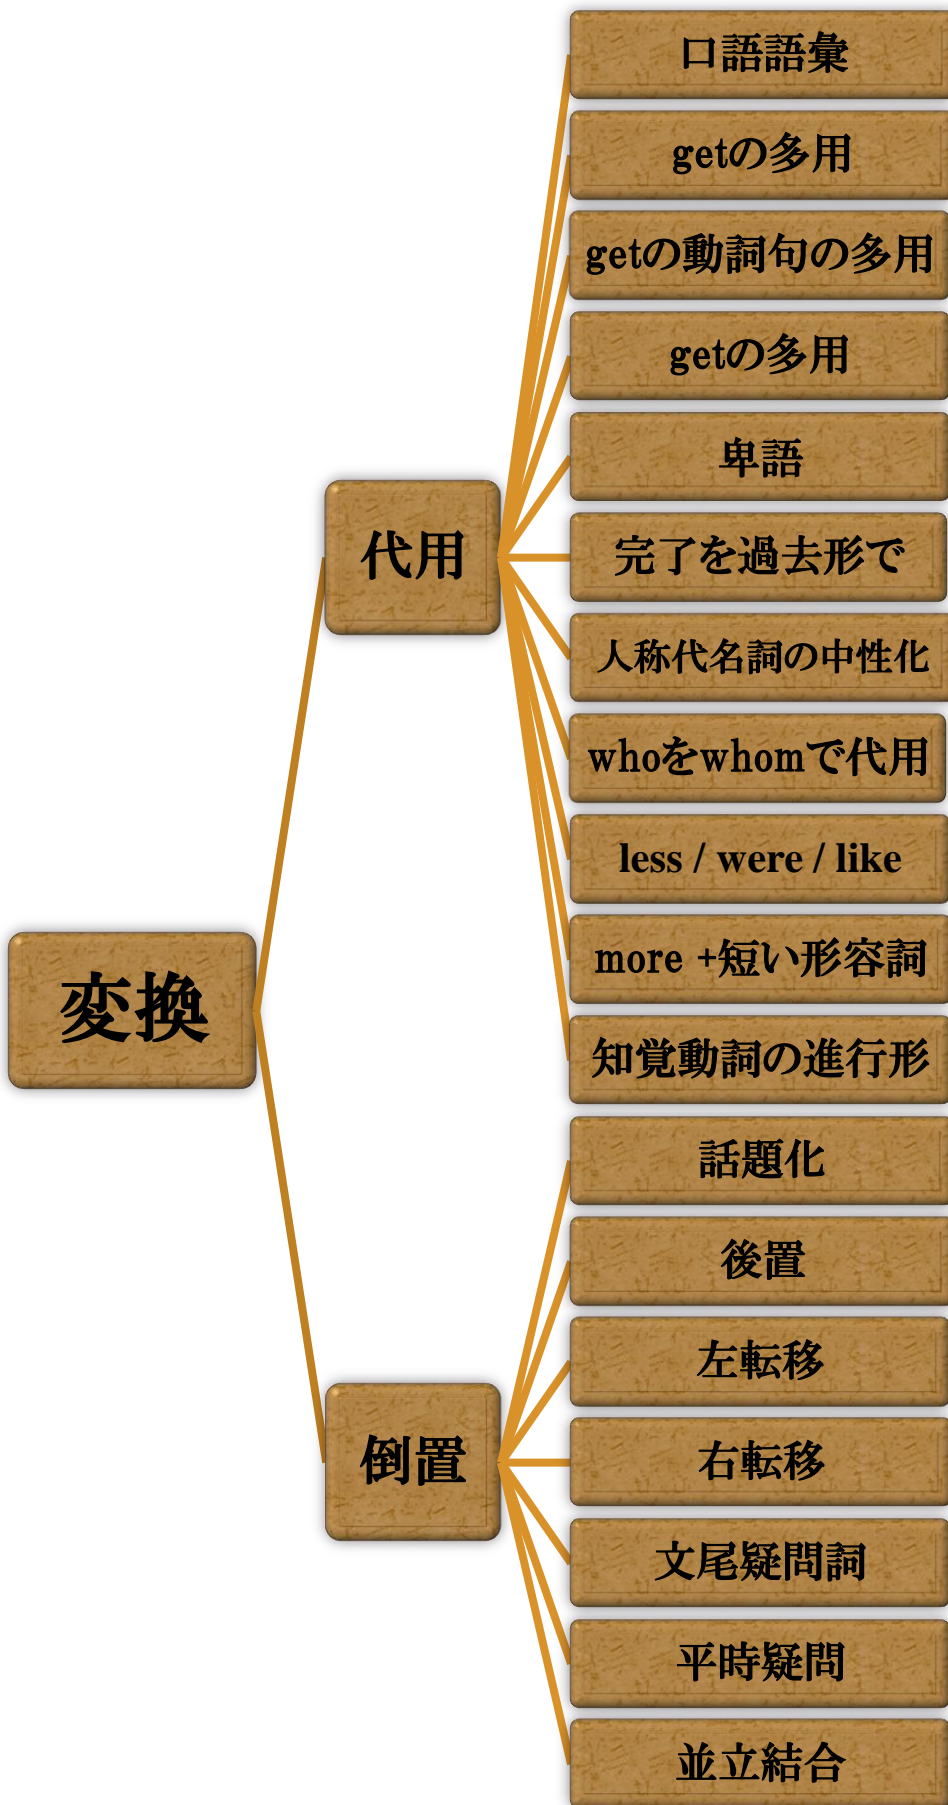 口語語彙
getの多用
getの動詞句の多用
getの多用
卑語
代用
完了を過去形で
人称代名詞の中性化
whoをwhomで代用
less / were / like
変換
more +短い形容詞
知覚動詞の進行形
話題化
後置
左転移
倒置
右転移
文尾疑問詞
平時疑問
並立結合